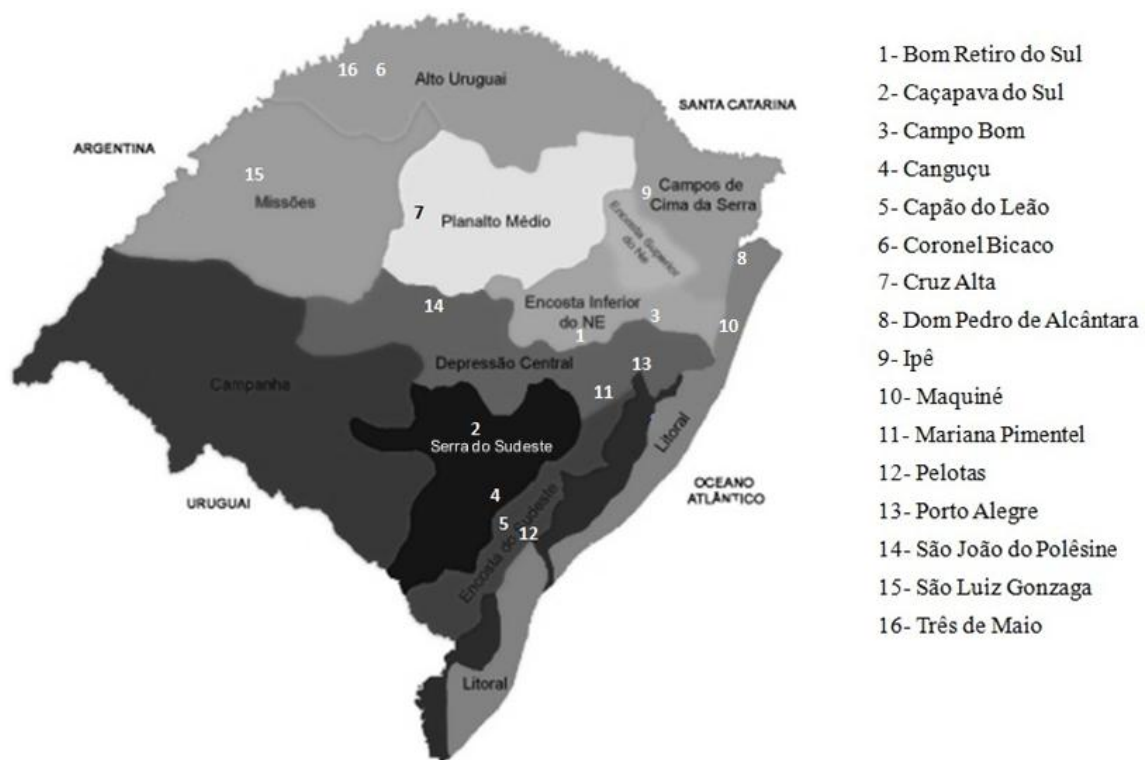 16 6
Alto Uruguai
SANTA CATARINA
ARGENTINA
15
Missões
9
Campos de
Cima da Serra
7
Planalto Médio
Encosta Superior
do Ne
8
14
Encosta Inferior
do NE
3
10
1
Depressão Central
13
Campanha
11
2
Serra do Sudeste
Litoral
OCEANO
ATLÂNTICO
URUGUAI
4
5
12
Encosta do Sudeste
Litoral
1- Bom Retiro do Sul
2- Caçapava do Sul
3- Campo Bom
4- Canguçu
5- Capão do Leão
6- Coronel Bicaco
7- Cruz Alta
8- Dom Pedro de Alcântara
9- Ipê
10- Maquiné
11- Mariana Pimentel
12- Pelotas
13- Porto Alegre
14- São João do Polêsine
15- São Luiz Gonzaga
16- Três de Maio